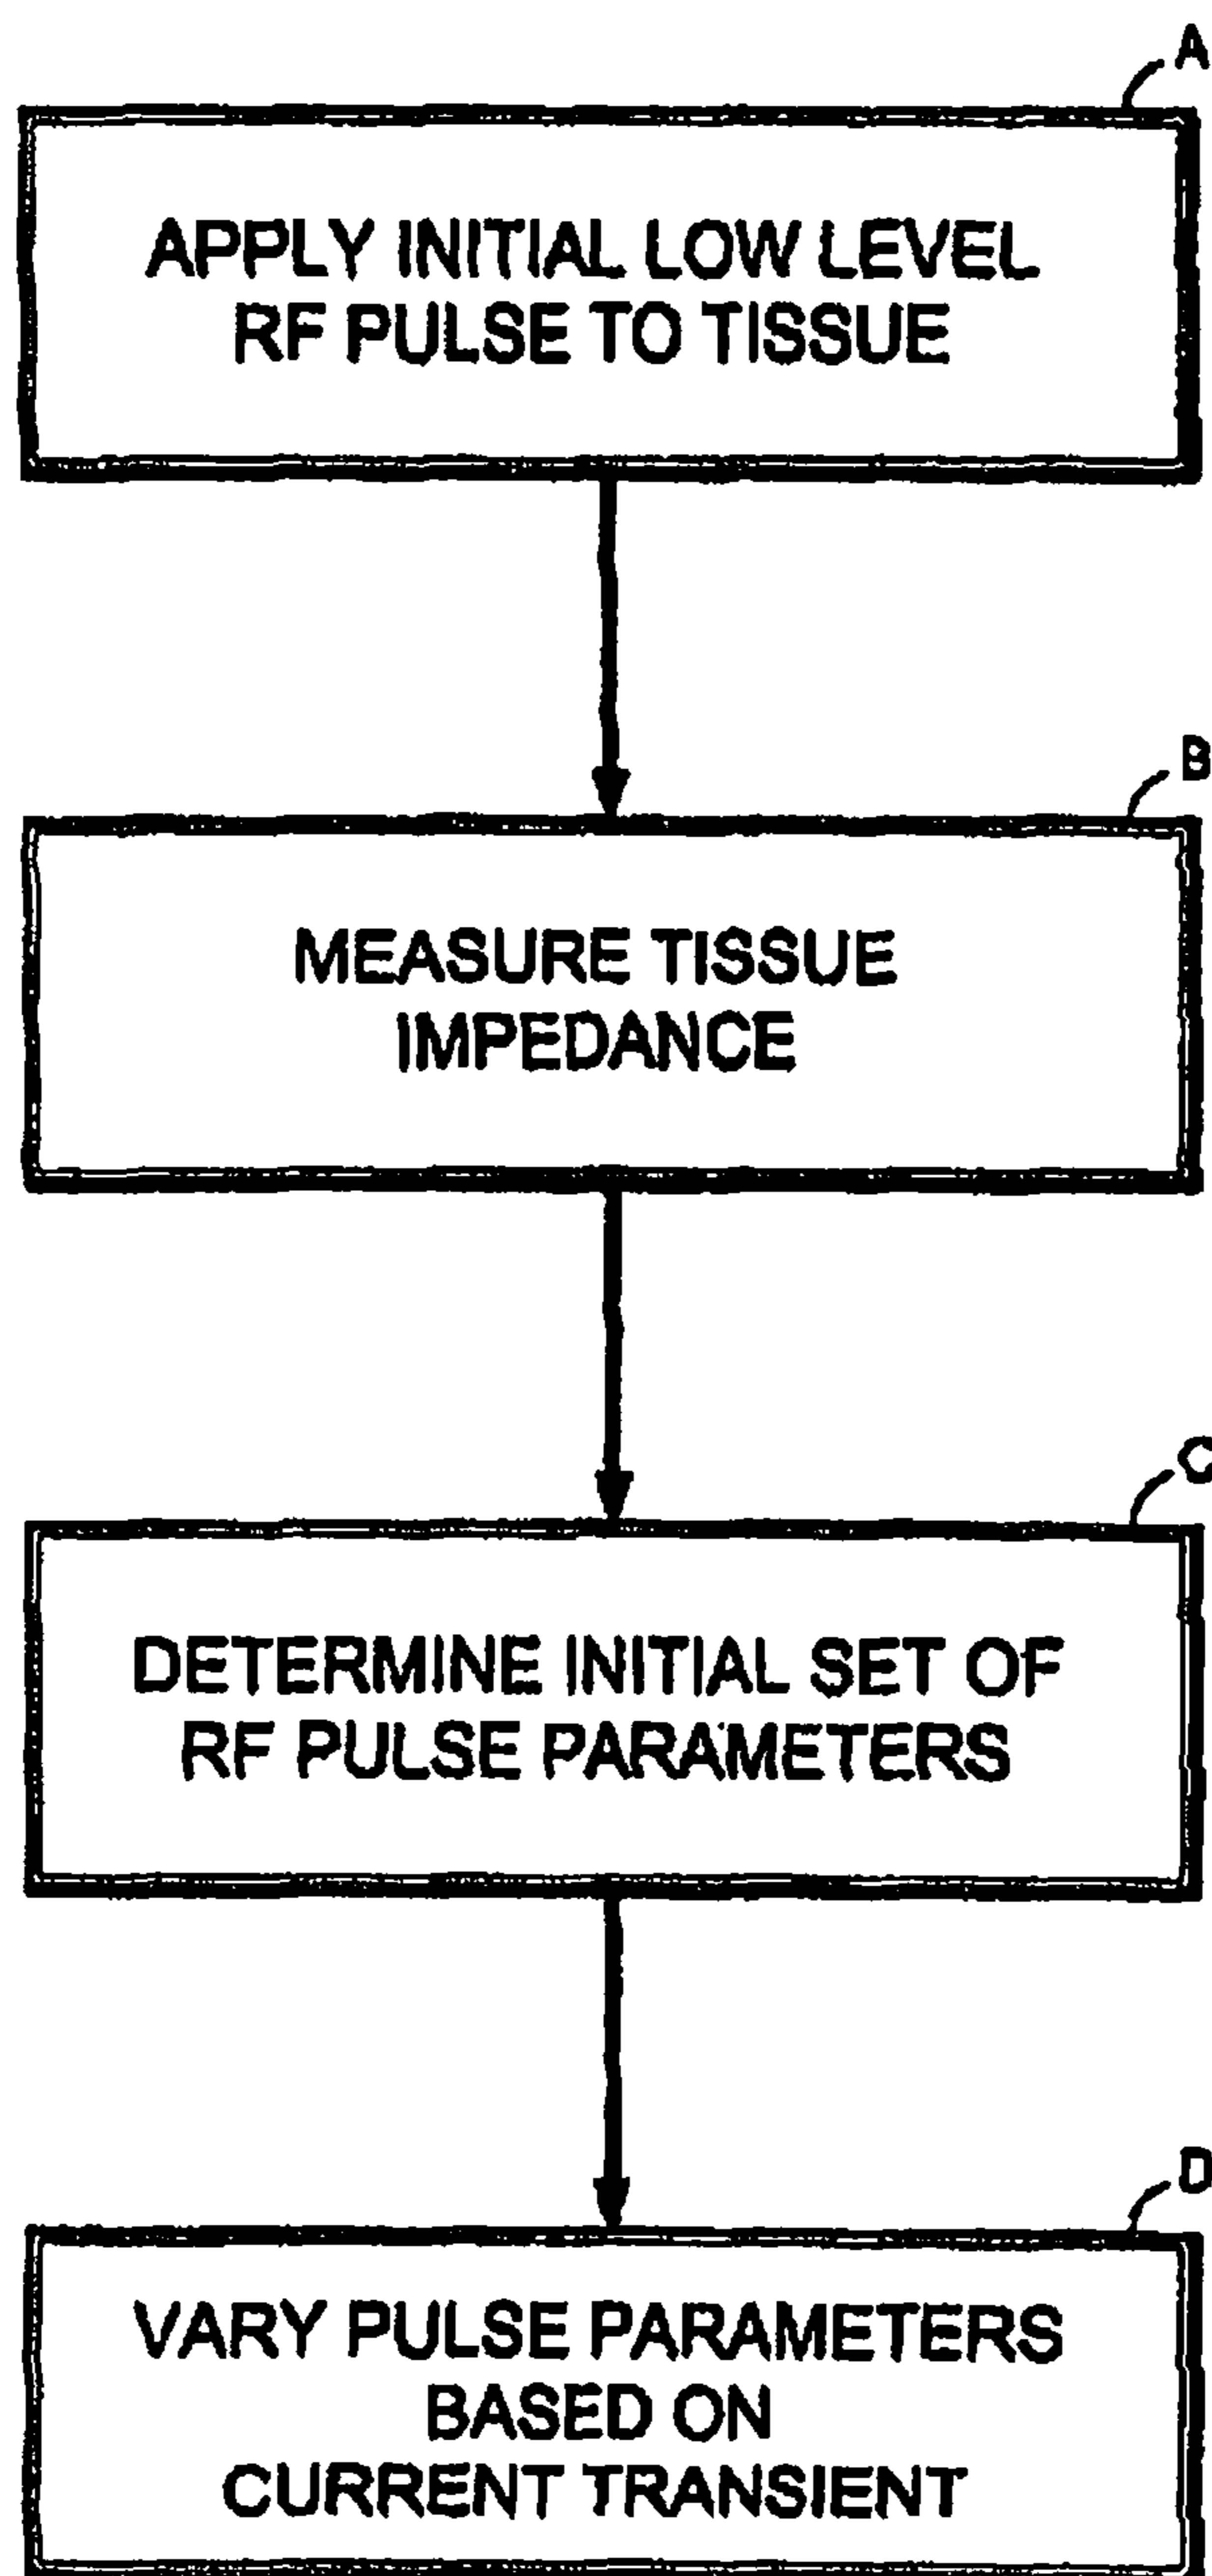 A
APPLY INITIAL LOW LEVEL
RF PULSE TO TISSUE
B
MEASURE TISSUE
IMPEDANCE
C
DETERMINE INITIAL SET OF
RF PULSE PARAMETERS
D
VARY PULSE PARAMETERS
BASED ON
CURRENT TRANSIENT